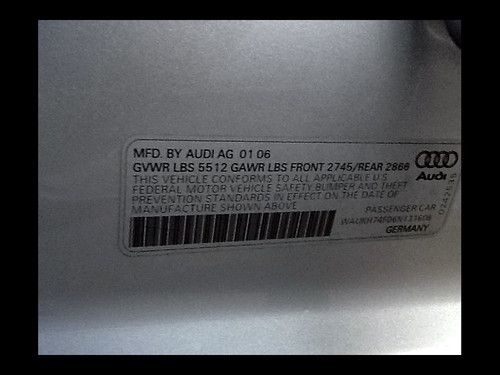 MFD. BY AUDI AG 01 06
GVWR LBS 5512 GAWR LBS FRONT 2745/REAR 2866
THIS VEHICLE CONFORMS TO ALL APPLICABLE U.S
FEDERAL MOTOR VEHICLE SAFETY BUMPER AND THEFT
PREVENTION STANDARDS IN EFFECT ON THE DATE OF
MANUFACTURE SHOWN ABOVE
PASSENGER CAR
GERMANY
Audi